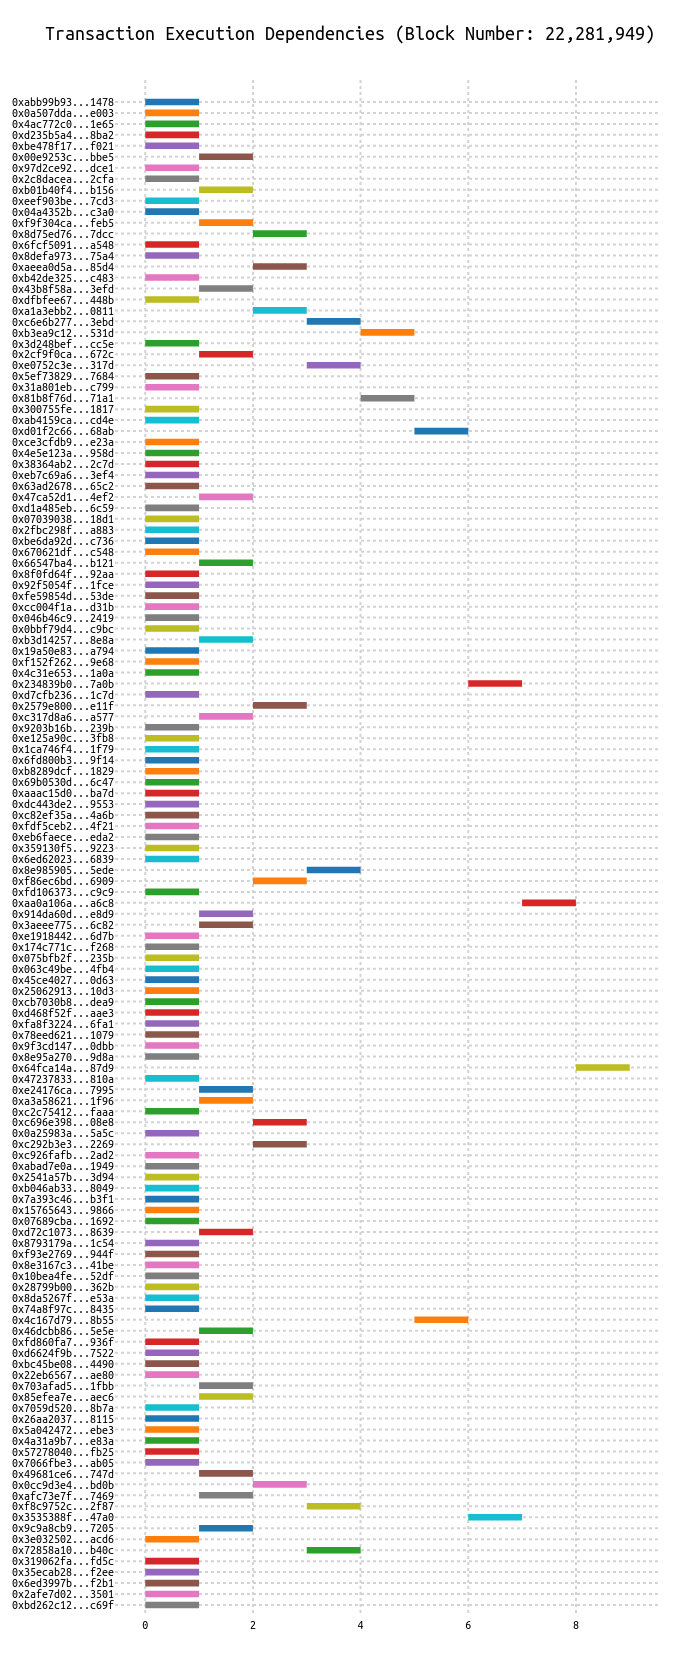 Transaction Execution Dependencies (Block Number: 22,281,949)
0xabb99b93...1478
0x0a507dda...e003
0x4ac772c0...1e65
0xd235b5a4...8ba2
0xbe478f17...f021
0x00e9253c...bbe5
0x97d2ce92...dce1
0x2c8dacea...2cfa
0xb01b40f4...b156
0xeef903be...7cd3
0x04a4352b...c3a0
0xf9f304ca...feb5
0x8d75ed76...7dcc
0x6fcf5091...a548
0x8defa973...75a4
0xaeea0d5a...85d4
0xb42de325...c483
0x43b8f58a...3efd
0xdfbfee67...448b
0xa1a3ebb2...0811
0xc6e6b277...3ebd
0xb3ea9c12...531d
0x3d248bef...cc5e
0x2cf9f0ca...672c
0xe0752c3e...317d
0x5ef73829...7684
0x31a801eb...c799
0x81b8f76d...71a1
0x300755fe...1817
0xab4159ca...cd4e
0xd01f2c66...68ab
0xce3cfdb9...e23a
0x4e5e123a...958d
0x38364ab2...2c7d
0xeb7c69a6...3ef4
0x63ad2678...65c2
0x47ca52d1...4ef2
0xd1a485eb...6c59
0x07039038...18d1
0x2fbc298f...a883
0xbe6da92d...c736
0x670621df...c548
0x66547ba4...b121
0x8f0fd64f...92aa
0x92f5054f...1fce
0xfe59854d...53de
0xcc004f1a...d31b
0x046b46c9...2419
0x0bbf79d4...c9bc
0xb3d14257...8e8a
0x19a50e83...a794
0xf152f262...9e68
0x4c31e653...1a0a
0x234839b0...7a0b
0xd7cfb236...1c7d
0x2579e800...e11f
0xc317d8a6...a577
0x9203b16b...239b
0xe125a90c...3fb8
0x1ca746f4...1f79
0x6fd800b3...9f14
0xb8289dcf...1829
0x69b0530d...6c47
0xaaac15d0...ba7d
0xdc443de2...9553
0xc82ef35a...4a6b
0xfdf5ceb2...4f21
0xeb6faece...eda2
0x359130f5...9223
0x6ed62023...6839
0x8e985905...5ede
0xf86ec6bd...6909
0xfd106373...c9c9
0xaa0a106a...a6c8
0x914da60d...e8d9
0x3aeee775...6c82
0xe1918442...6d7b
0x174c771c...f268
0x075bfb2f...235b
0x063c49be...4fb4
0x45ce4027...0d63
0x25062913...10d3
0xcb7030b8...dea9
0xd468f52f...aae3
0xfa8f3224...6fa1
0x78eed621...1079
0x9f3cd147...0dbb
0x8e95a270...9d8a
0x64fca14a...87d9
0x47237833...810a
0xe24176ca...7995
0xa3a58621...1f96
0xc2c75412...faaa
0xc696e398...08e8
0x0a25983a...5a5c
0xc292b3e3...2269
0xc926fafb...2ad2
0xabad7e0a...1949
0x2541a57b...3d94
0xb046ab33...8049
0x7a393c46...b3f1
0x15765643...9866
0x07689cba...1692
0xd72c1073...8639
0x8793179a...1c54
0xf93e2769...944f
0x8e3167c3...41be
0x10bea4fe...52df
0x28799b00...362b
0x8da5267f...e53a
0x74a8f97c...8435
0x4c167d79...8b55
0x46dcbb86...5e5e
0xfd860fa7...936f
0xd6624f9b...7522
0xbc45be08...4490
0x22eb6567...ae80
0x703afad5...1fbb
0x85efea7e...aec6
0x7059d520...8b7a
0x26aa2037...8115
0x5a042472...ebe3
0x4a31a9b7...e83a
0x57278040...fb25
0x7066fbe3...ab05
0x49681ce6...747d
0x0cc9d3e4...bd0b
0xafc73e7f...7469
0xf8c9752c...2f87
0x3535388f...47a0
0x9c9a8cb9...7205
0x3e032502...acd6
0x72858a10...b40c
0x319062fa...fd5c
0x35ecab28...f2ee
0x6ed3997b...f2b1
0x2afe7d02...3501
0xbd262c12...c69f
0 2 4 6 8